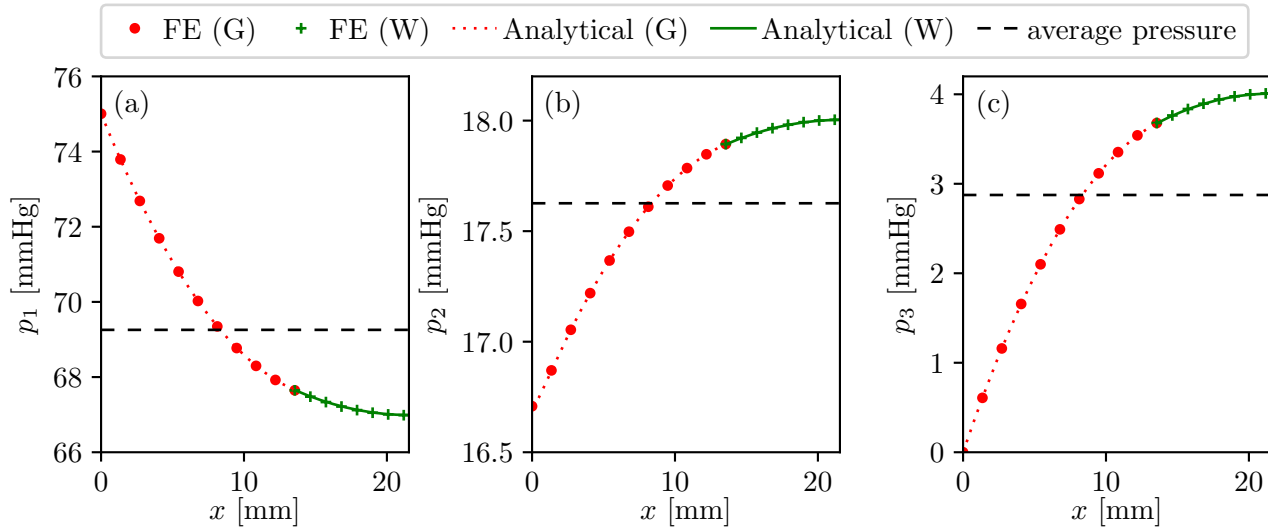 FE (G) FE (W) Analytical (G) Analytical (W) average pressure
(a)
76
74
72
70
68
66
p1 [mmHg]
0 10 20
x [mm]
(b)
18.0
17.5
17.0
16.5
p2 [mmHg]
0 10 20
x [mm]
(c)
4
3
2
1
0
p3 [mmHg]
0 10 20
x [mm]